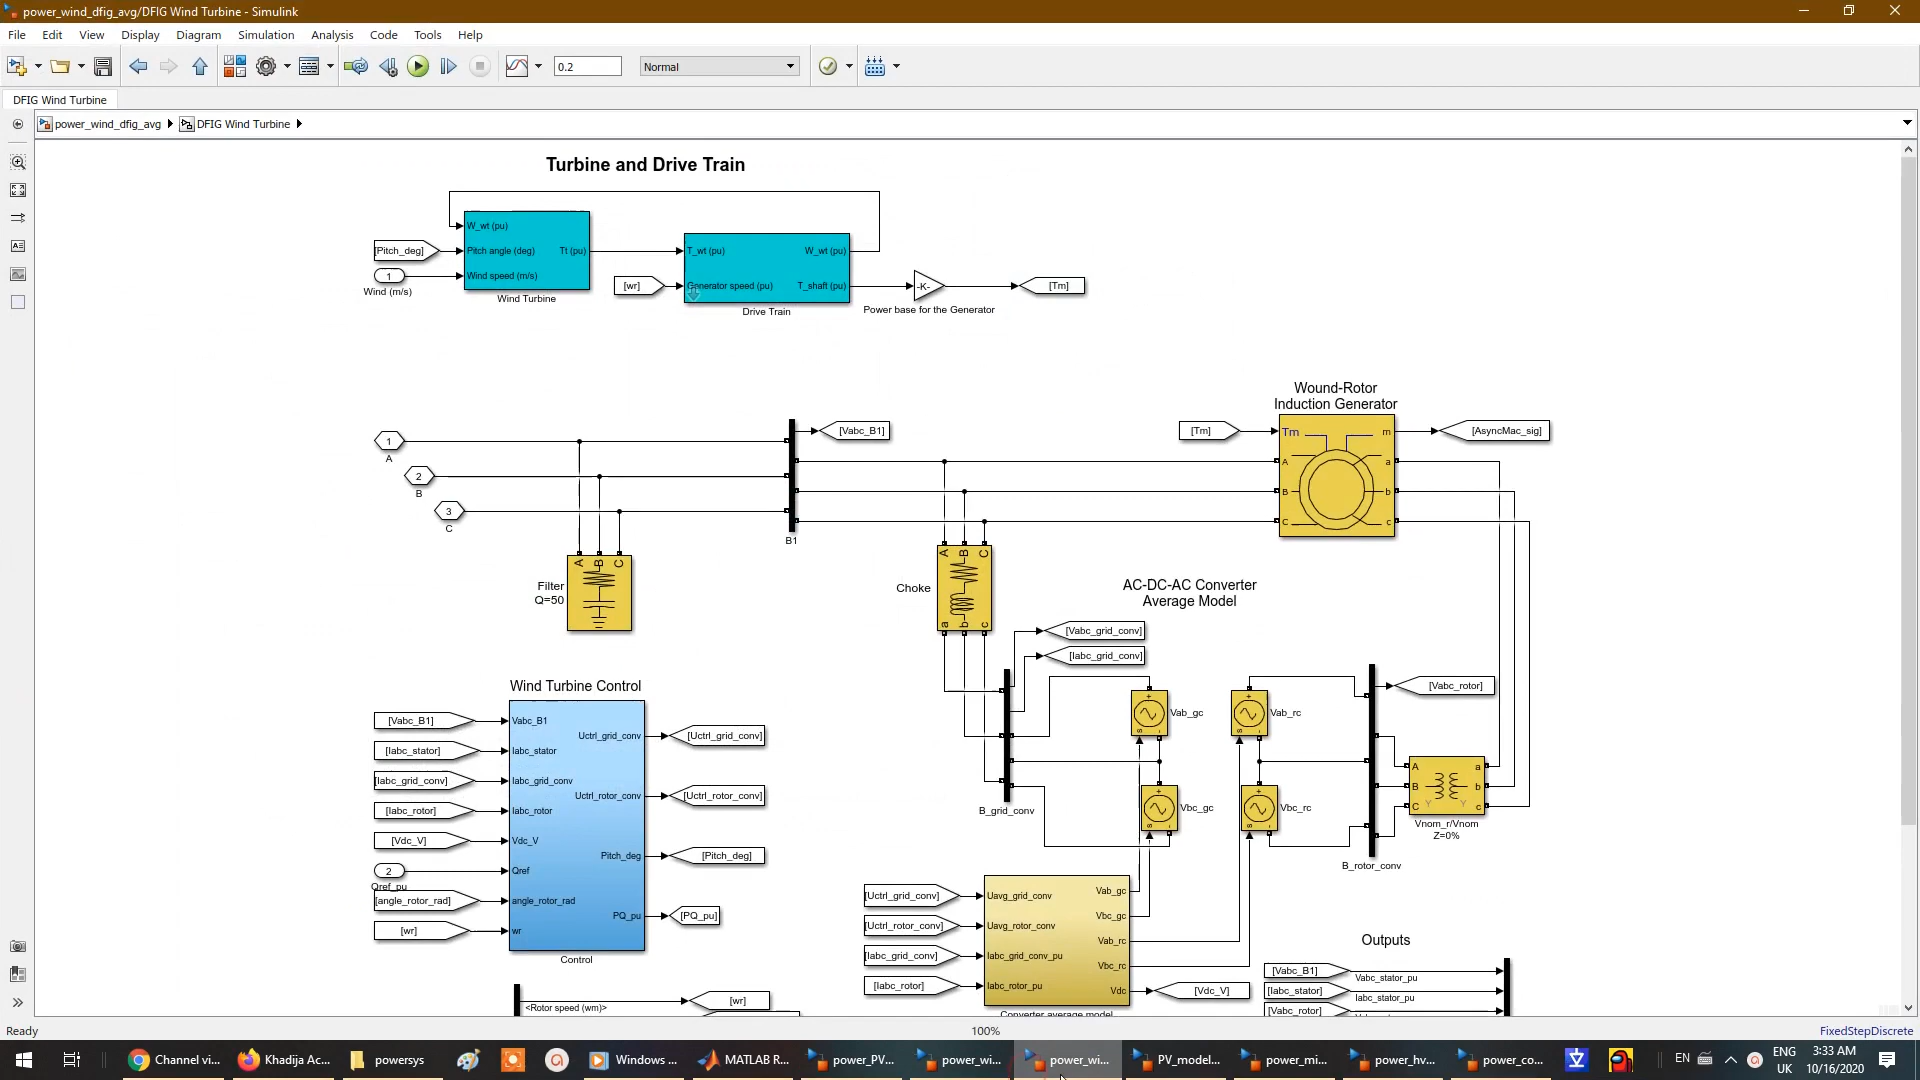 power_wind_dfig_avg/DFIG Wind Turbine - Simulink
File Edit View Display Diagram Simulation Analysis Code Tools Help
0.2 Normal
DFIG Wind Turbine
power_wind_dfig_avg DFIG Wind Turbine
Turbine and Drive Train
W_wt (pu)
[Pitch_deg] Pitch angle (deg) Tt (pu) T_wt (pu) W_wt (pu)
1 Wind speed (m/s)
Wind (m/s)
Wind Turbine
[wr] Generator speed (pu) T_shaft (pu) -K- [Tm]
Drive Train
Power base for the Generator
Wound-Rotor
Induction Generator
[Vabc_B1] [Tm] Tm m [AsyncMac_sig]
1
A
2
B
3
C
B1
A a
B b
C c
A B C
Filter
Q=50
A B C
Choke
a b c
AC-DC-AC Converter
Average Model
[Vabc_grid_conv]
[Iabc_grid_conv]
[Vabc_rotor]
+ Vab_gc
s -
+ Vab_rc
s -
+ Vbc_gc
s -
+ Vbc_rc
s -
B_grid_conv
A a
B b
C c
Y Y
Vnom_r/Vnom
Z=0%
B_rotor_conv
Wind Turbine Control
[Vabc_B1] Vabc_B1
Uctrl_grid_conv [Uctrl_grid_conv]
[Iabc_stator] Iabc_stator
[Iabc_grid_conv] Iabc_grid_conv
Uctrl_rotor_conv [Uctrl_rotor_conv]
[Iabc_rotor] Iabc_rotor
[Vdc_V] Vdc_V
Pitch_deg [Pitch_deg]
2 Qref
Qref_pu
[angle_rotor_rad] angle_rotor_rad
PQ_pu [PQ_pu]
[wr] wr
Control
[Uctrl_grid_conv] Uavg_grid_conv Vab_gc
[Uctrl_rotor_conv] Uavg_rotor_conv Vbc_gc
[Iabc_grid_conv] Iabc_grid_conv_pu Vab_rc
Vbc_rc
[Iabc_rotor] Iabc_rotor_pu Vdc [Vdc_V]
Converter average model
Outputs
[Vabc_B1] Vabc_stator_pu
[Iabc_stator] Iabc_stator_pu
[Vabc_rotor]
<Rotor speed (wm)> [wr]
Ready 100% FixedStepDiscrete
Channel vi... Khadija Ac... powersys Windows ... MATLAB R... power_PV... power_wi... power_wi... PV_model... power_mi... power_hv... power_co... EN ENG
UK
3:33 AM
10/16/2020